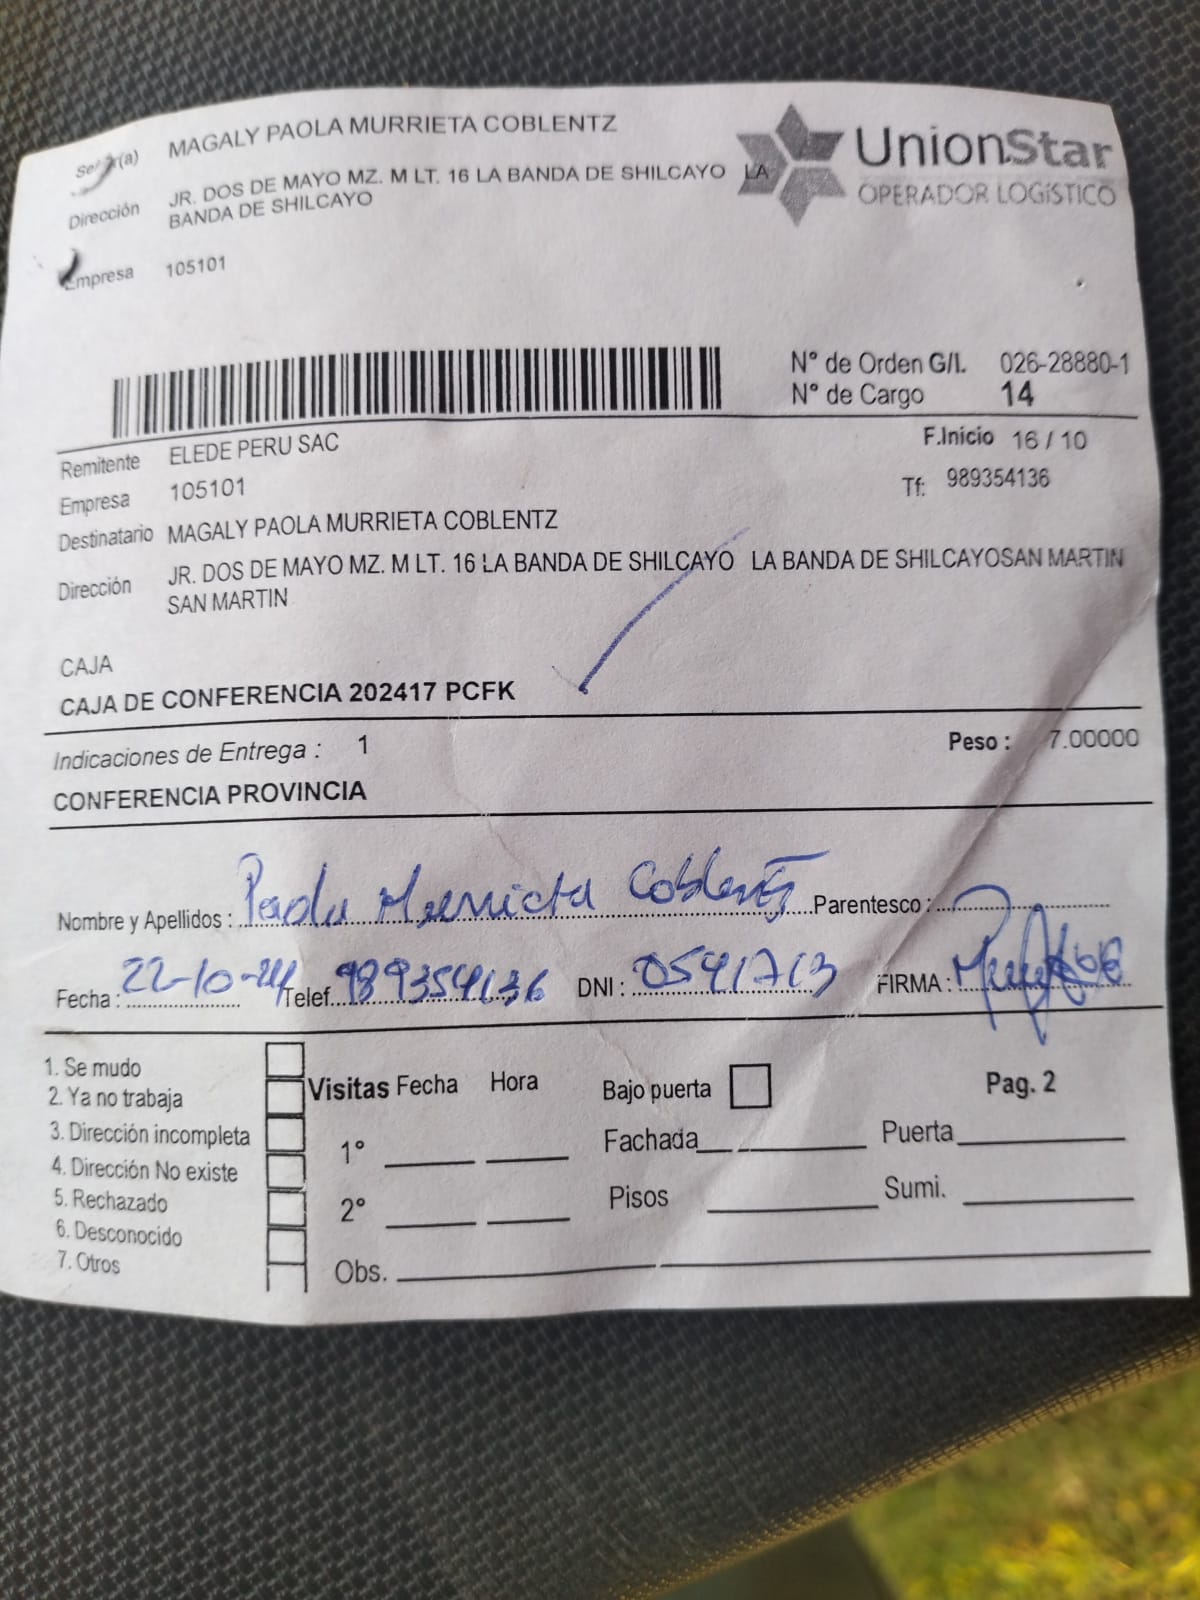 Señor(a) MAGALY PAOLA MURRIETA COBLENTZ
UnionStar
OPERADOR LOGÍSTICO
Dirección JR. DOS DE MAYO MZ. M LT. 16 LA BANDA DE SHILCAYO LA
BANDA DE SHILCAYO
Empresa 105101
N° de Orden G/I. 026-28880-1
N° de Cargo 14
Remitente ELEDE PERU SAC
F.Inicio 16 / 10
Empresa 105101
Tf: 989354136
Destinatario MAGALY PAOLA MURRIETA COBLENTZ
Dirección JR. DOS DE MAYO MZ. M LT. 16 LA BANDA DE SHILCAYO LA BANDA DE SHILCAYOSAN MARTIN
SAN MARTIN
CAJA
CAJA DE CONFERENCIA 202417 PCFK
Indicaciones de Entrega : 1 Peso : 7.00000
CONFERENCIA PROVINCIA
Nombre y Apellidos : Paola Murrieta Coblentz Parentesco :
Fecha : 22-10-24 Telef. 989354136 DNI : 0541713 FIRMA :
1. Se mudo
2. Ya no trabaja
3. Dirección incompleta
4. Dirección No existe
5. Rechazado
6. Desconocido
7. Otros
Visitas Fecha Hora
1°
2°
Obs.
Bajo puerta
Pag. 2
Fachada Puerta
Pisos Sumi.